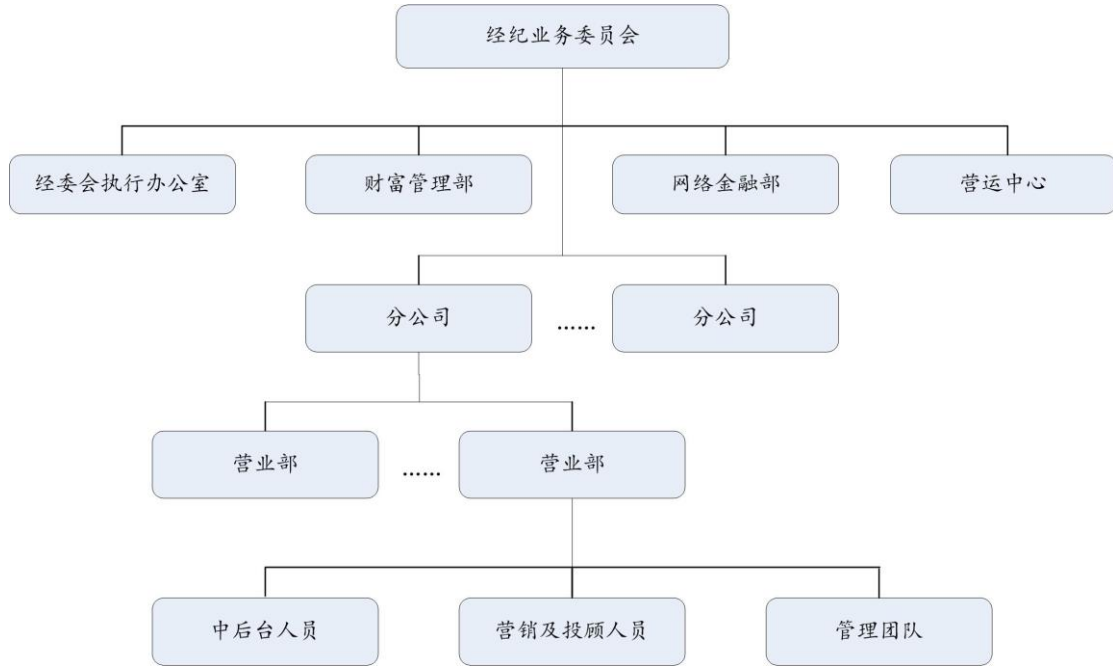 经纪业务委员会
经委会执行办公室
财富管理部
网络金融部
营运中心
分公司
……
分公司
营业部
……
营业部
中后台人员
营销及投顾人员
管理团队